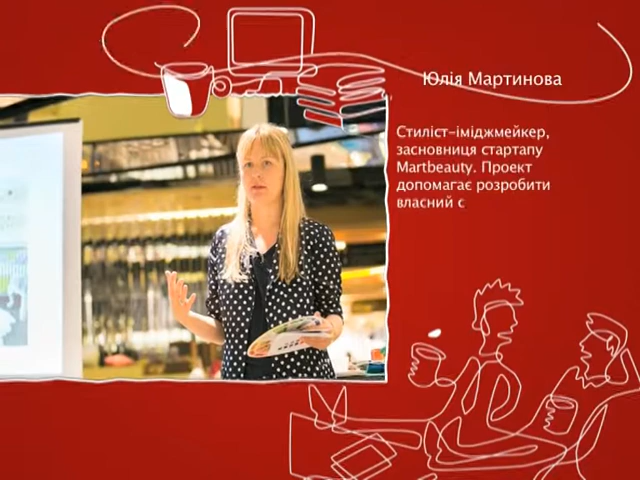 Юлія Мартинова
Стиліст-іміджмейкер,
засновниця стартапу
Martbeauty. Проект
допомагає розробити
власний с